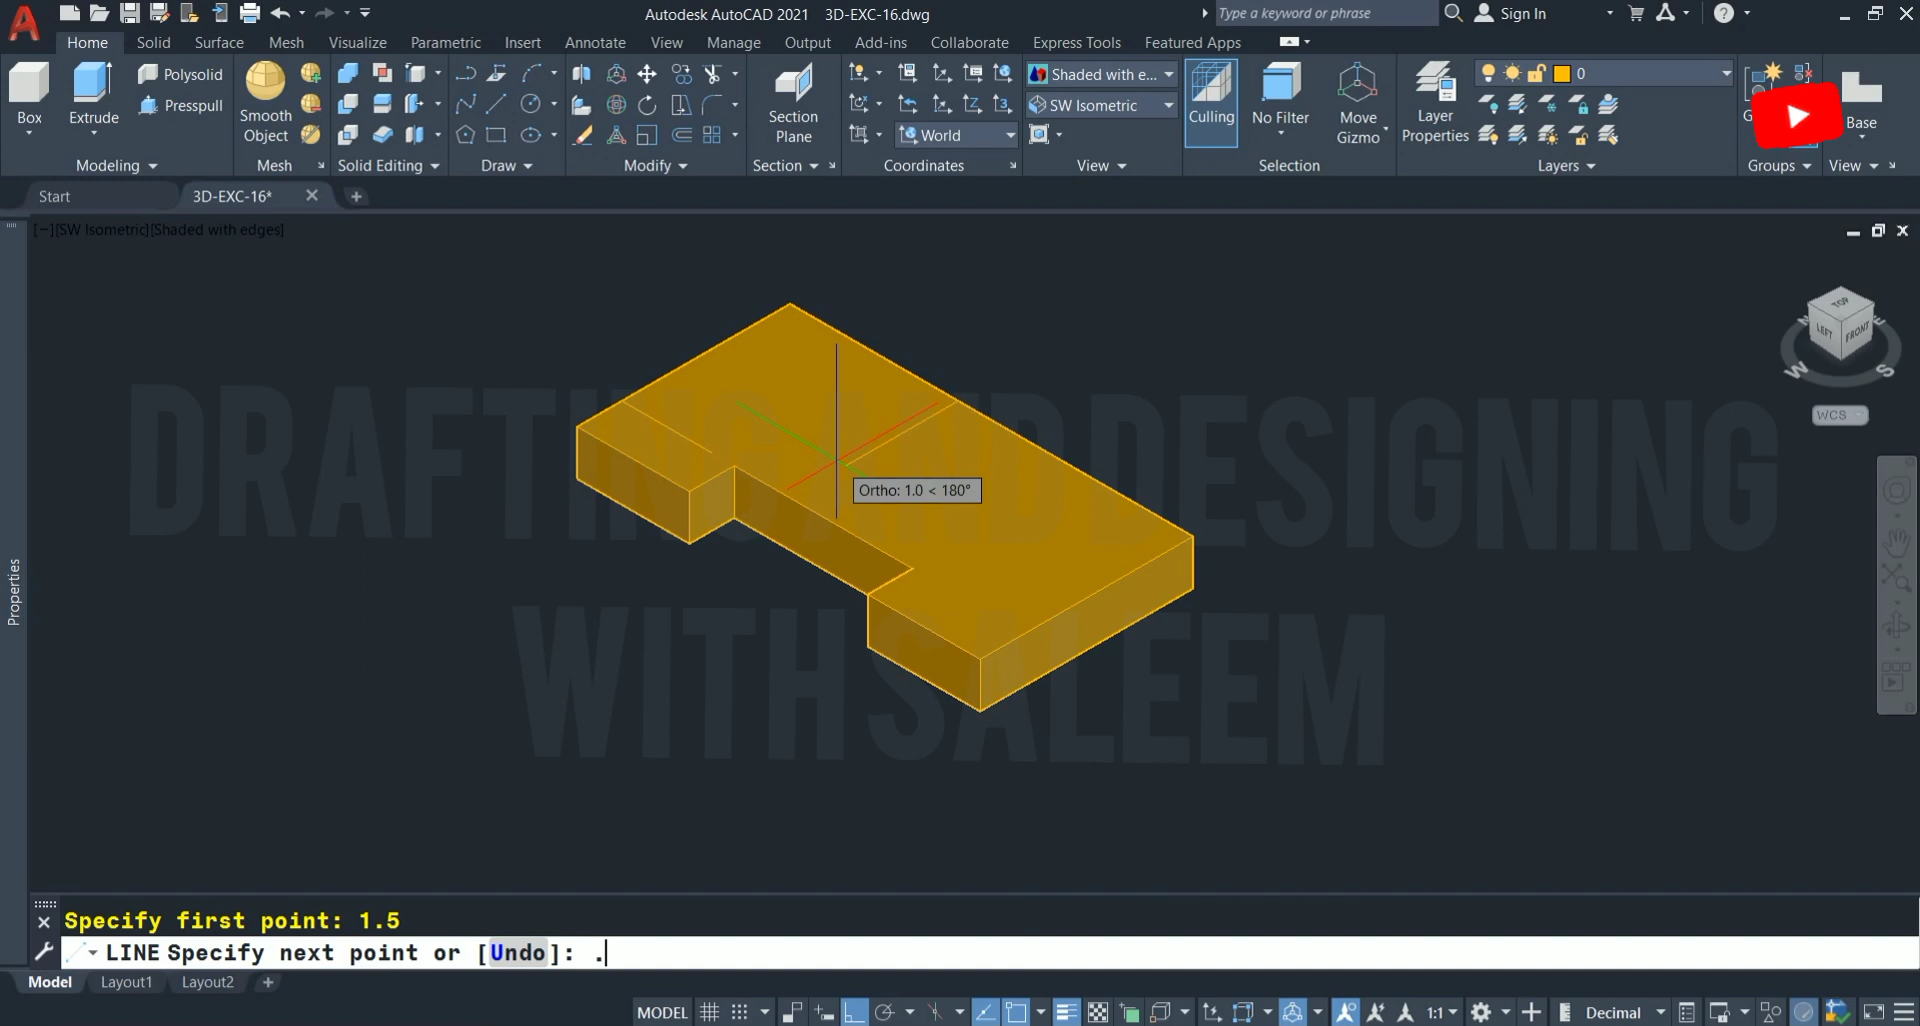 Autodesk AutoCAD 2021 3D-EXC-16.dwg
Type a keyword or phrase
Sign In
Home Solid Surface Mesh Visualize Parametric Insert Annotate View Manage Output Add-ins Collaborate Express Tools Featured Apps
Box
Extrude
Polysolid
Presspull
Smooth
Object
Section
Plane
World
Shaded with e...
SW Isometric
Culling
No Filter
Move
Gizmo
Layer
Properties
0
Base
Modeling
Mesh
Solid Editing
Draw
Modify
Section
Coordinates
View
Selection
Layers
Groups
View
Start
3D-EXC-16*
[−][SW Isometric][Shaded with edges]
TOP
LEFT
FRONT
W
S
WCS
DRAFTING AND DESIGNING
WITH SALEEM
Ortho: 1.0 < 180°
Properties
Specify first point: 1.5
LINE Specify next point or [Undo]: .
Model Layout1 Layout2
MODEL
1:1
Decimal